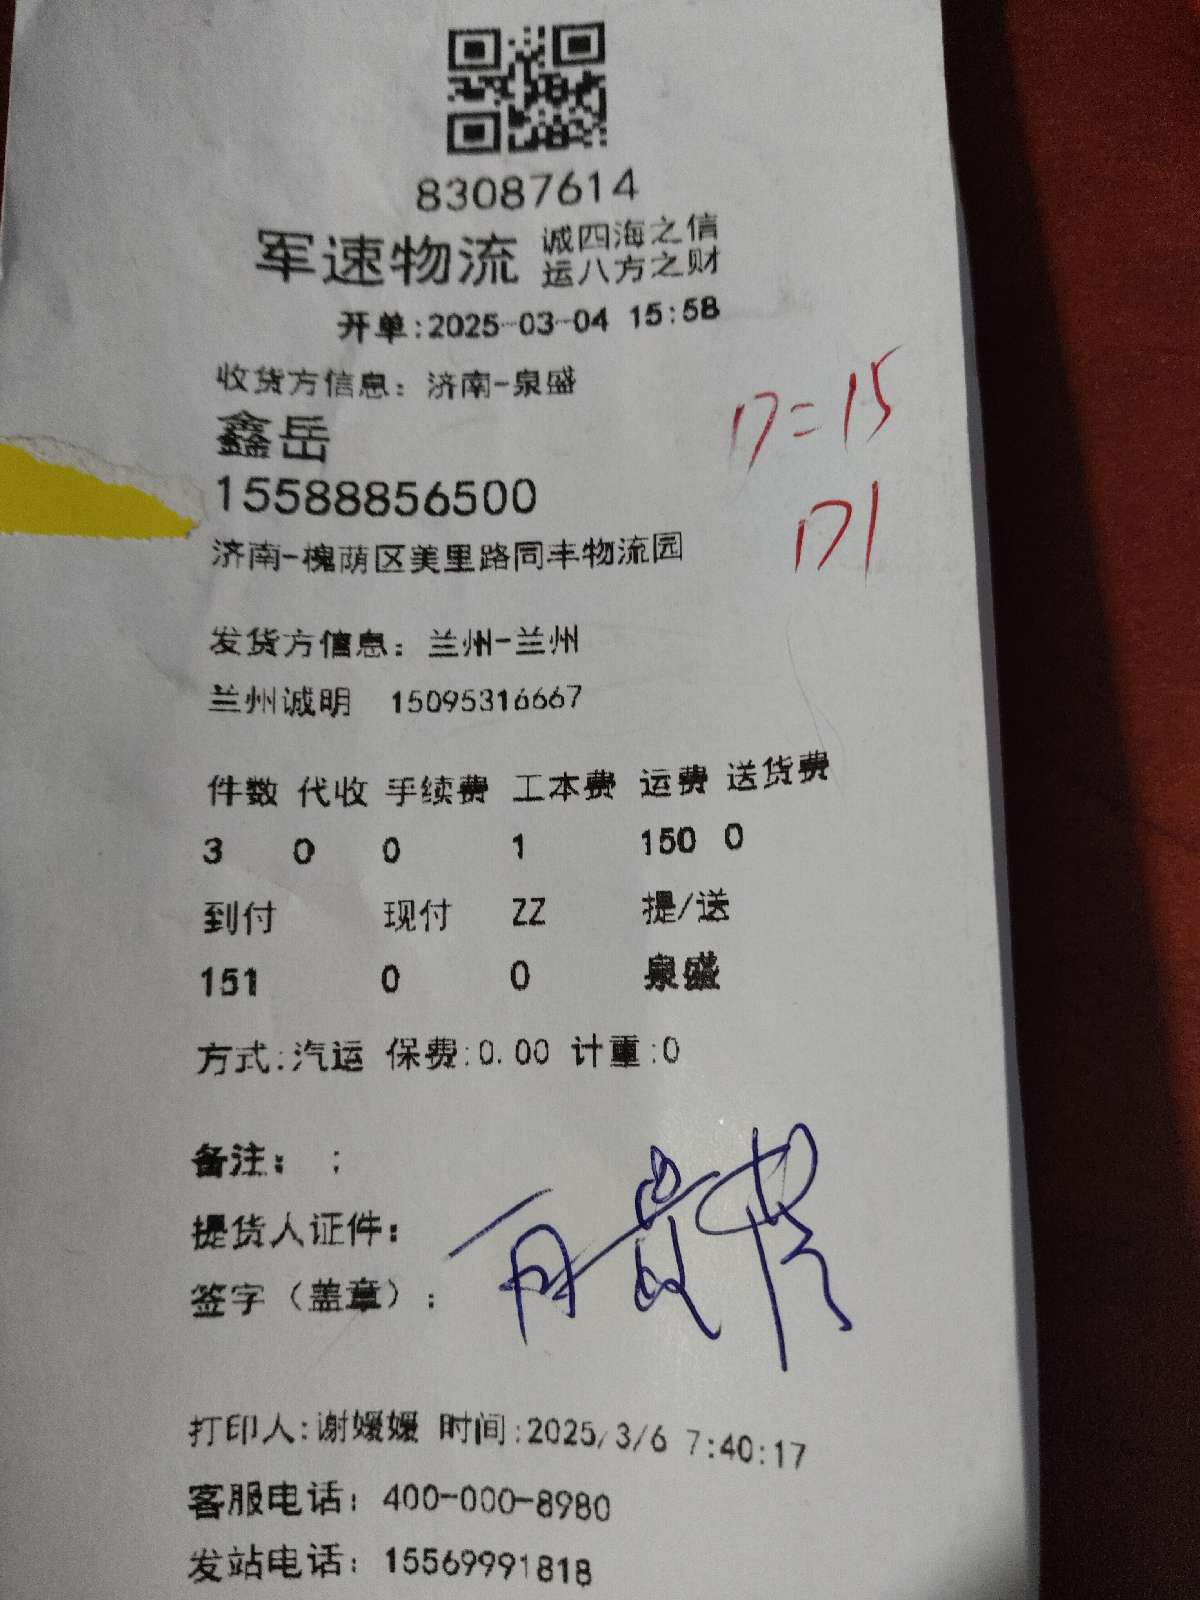 83087614
军速物流 诚四海之信
运八方之财
开单:2025-03-04 15:58
收货方信息: 济南-泉盛
鑫岳
15588856500
济南-槐荫区美里路同丰物流园
17=15
171
发货方信息: 兰州-兰州
兰州诚明 15095316667
件数 代收 手续费 工本费 运费 送货费
3 0 0 1 150 0
到付 现付 ZZ 提/送
151 0 0 泉盛
方式:汽运 保费:0.00 计重:0
备注: ;
提货人证件:
签字（盖章）:
打印人:谢媛媛 时间:2025/3/6 7:40:17
客服电话: 400-000-8980
发站电话: 15569991818